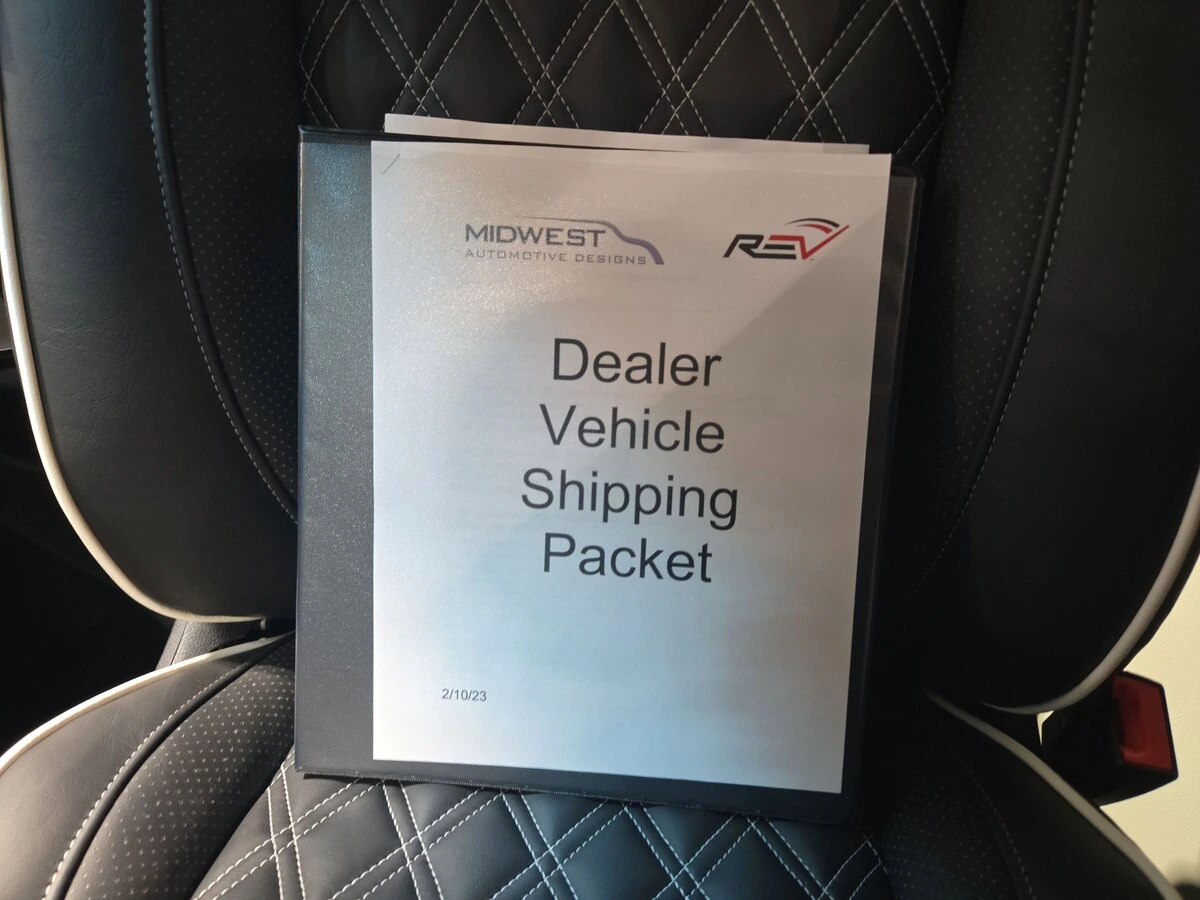 MIDWEST
AUTOMOTIVE DESIGNS
REV
Dealer
Vehicle
Shipping
Packet
2/10/23